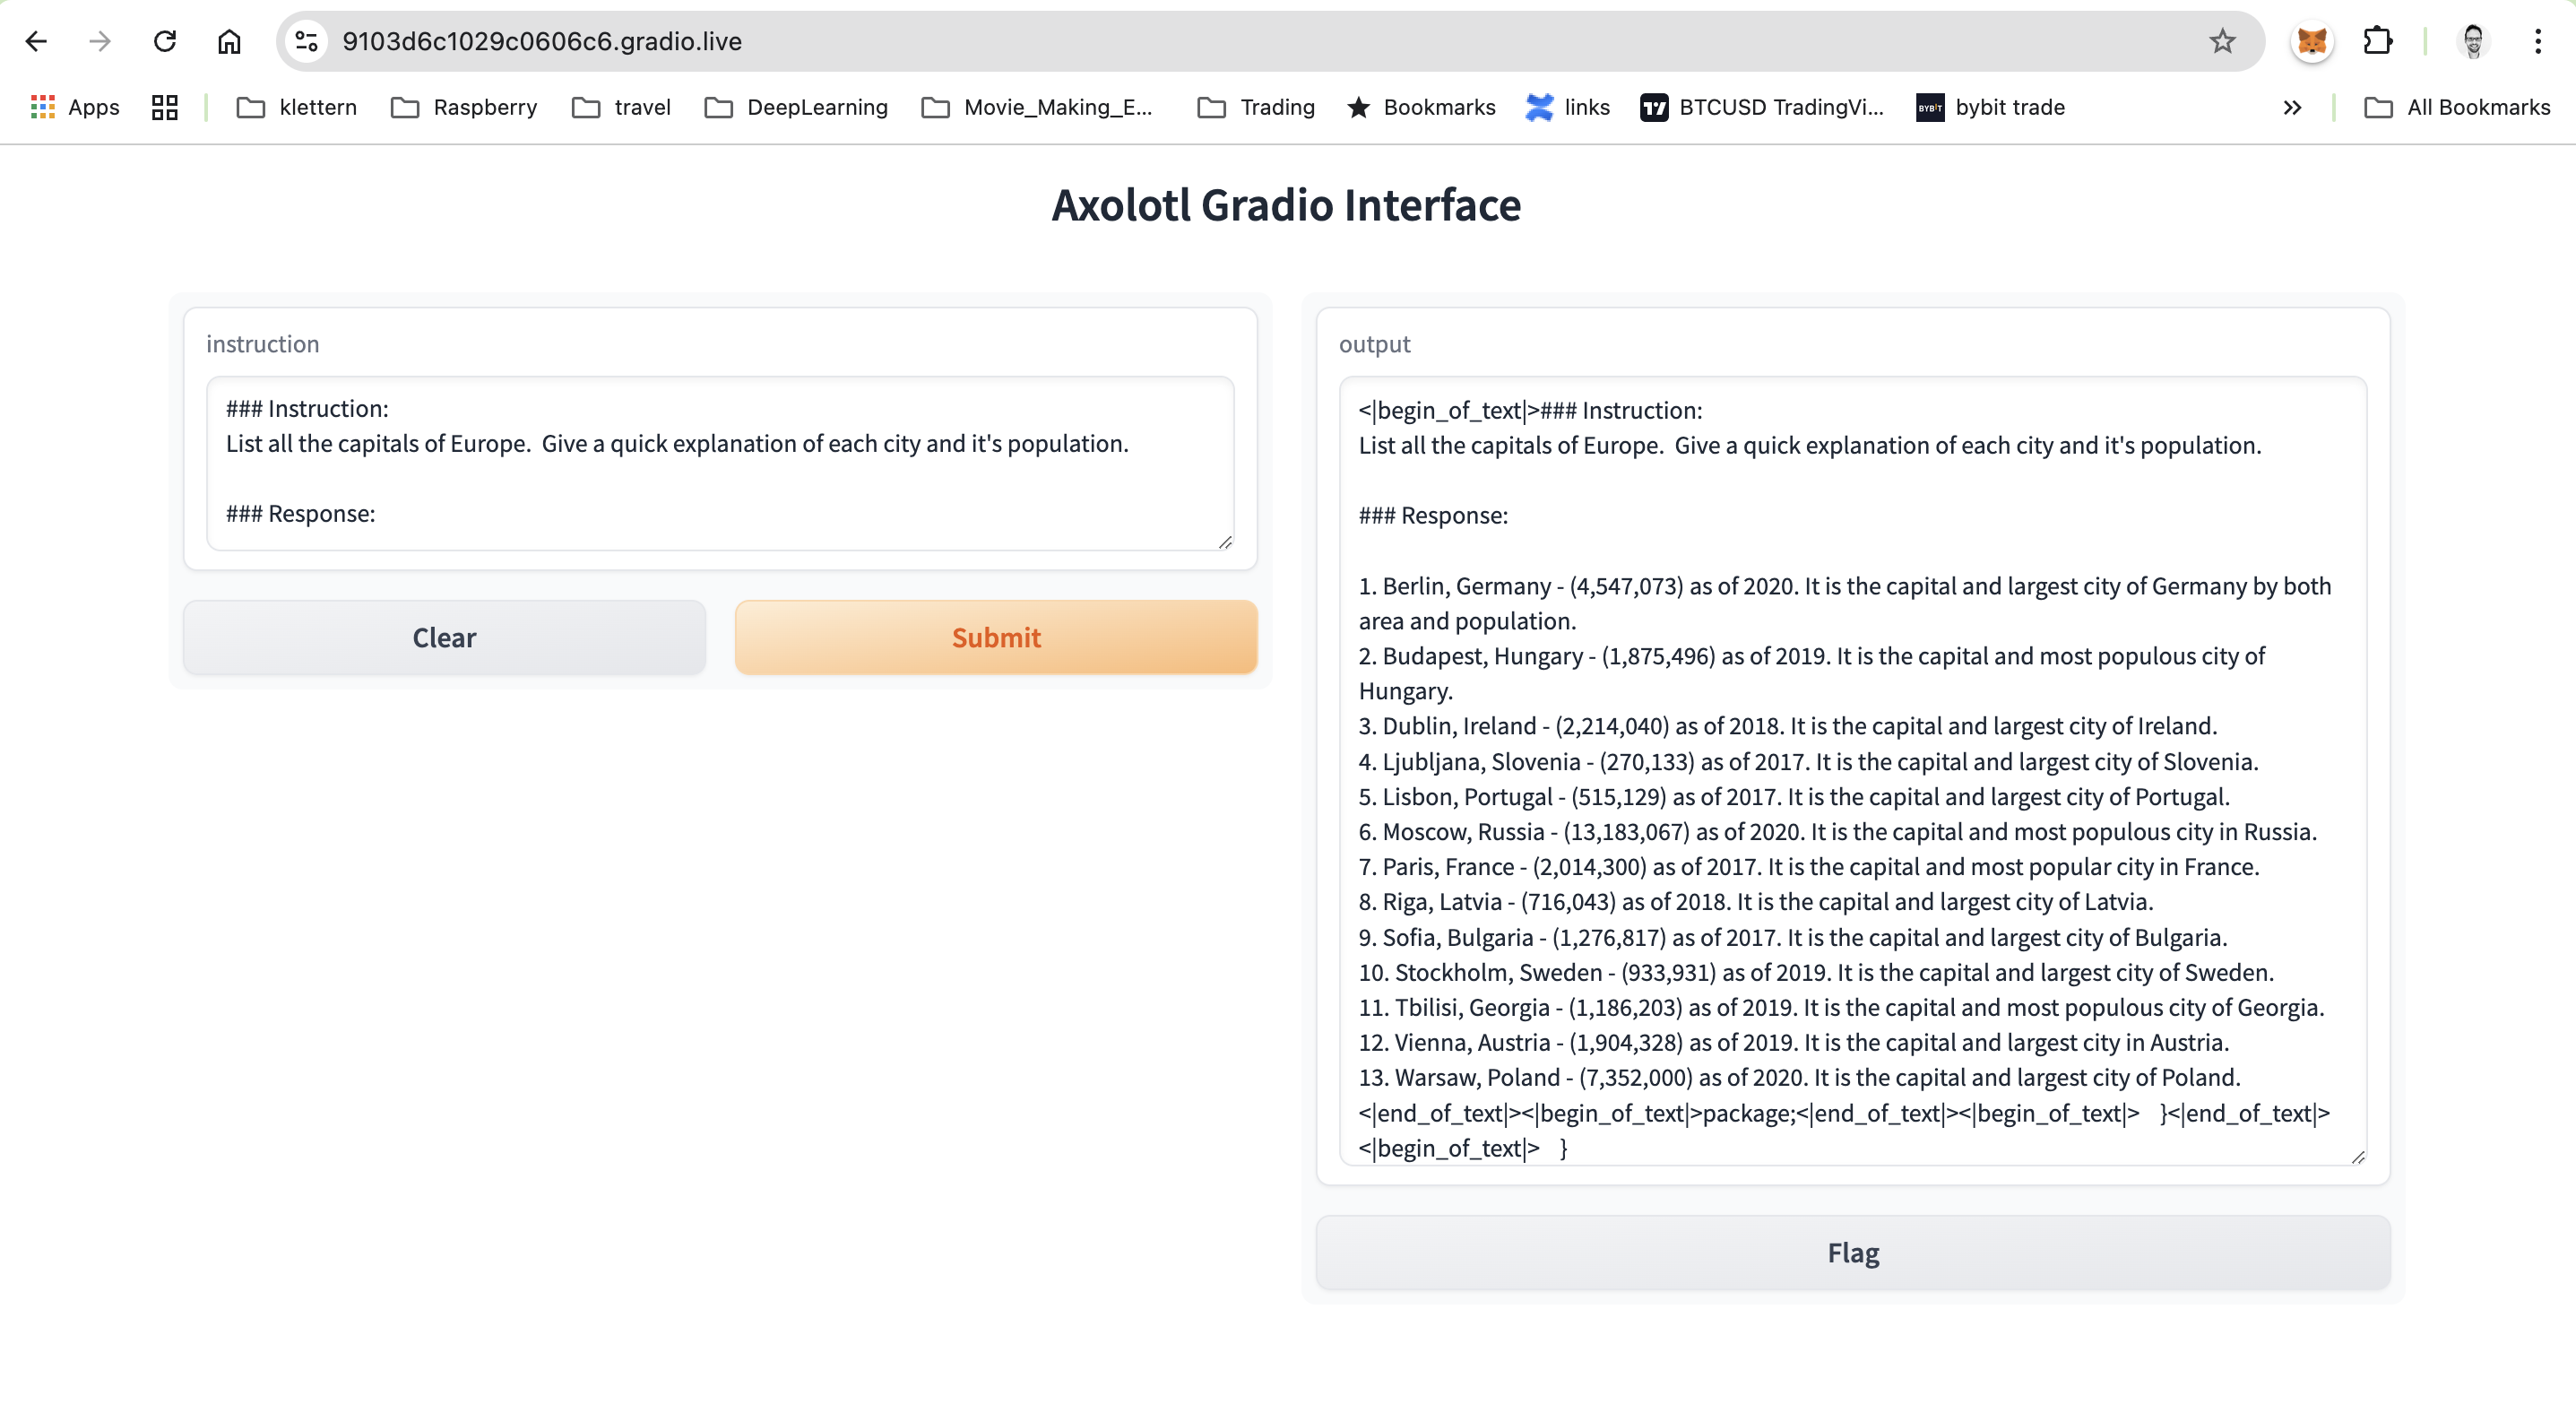 9103d6c1029c0606c6.gradio.live
Apps klettern Raspberry travel DeepLearning Movie_Making_E... Trading Bookmarks links BTCUSD TradingVi... BYBIT bybit trade All Bookmarks
Axolotl Gradio Interface
instruction
### Instruction:
List all the capitals of Europe.  Give a quick explanation of each city and it's population.
### Response:
Clear
Submit
output
<|begin_of_text|>### Instruction:
List all the capitals of Europe.  Give a quick explanation of each city and it's population.
### Response:
1. Berlin, Germany - (4,547,073) as of 2020. It is the capital and largest city of Germany by both
area and population.
2. Budapest, Hungary - (1,875,496) as of 2019. It is the capital and most populous city of
Hungary.
3. Dublin, Ireland - (2,214,040) as of 2018. It is the capital and largest city of Ireland.
4. Ljubljana, Slovenia - (270,133) as of 2017. It is the capital and largest city of Slovenia.
5. Lisbon, Portugal - (515,129) as of 2017. It is the capital and largest city of Portugal.
6. Moscow, Russia - (13,183,067) as of 2020. It is the capital and most populous city in Russia.
7. Paris, France - (2,014,300) as of 2017. It is the capital and most popular city in France.
8. Riga, Latvia - (716,043) as of 2018. It is the capital and largest city of Latvia.
9. Sofia, Bulgaria - (1,276,817) as of 2017. It is the capital and largest city of Bulgaria.
10. Stockholm, Sweden - (933,931) as of 2019. It is the capital and largest city of Sweden.
11. Tbilisi, Georgia - (1,186,203) as of 2019. It is the capital and most populous city of Georgia.
12. Vienna, Austria - (1,904,328) as of 2019. It is the capital and largest city in Austria.
13. Warsaw, Poland - (7,352,000) as of 2020. It is the capital and largest city of Poland.
<|end_of_text|><|begin_of_text|>package;<|end_of_text|><|begin_of_text|>   }<|end_of_text|>
<|begin_of_text|>   }
Flag